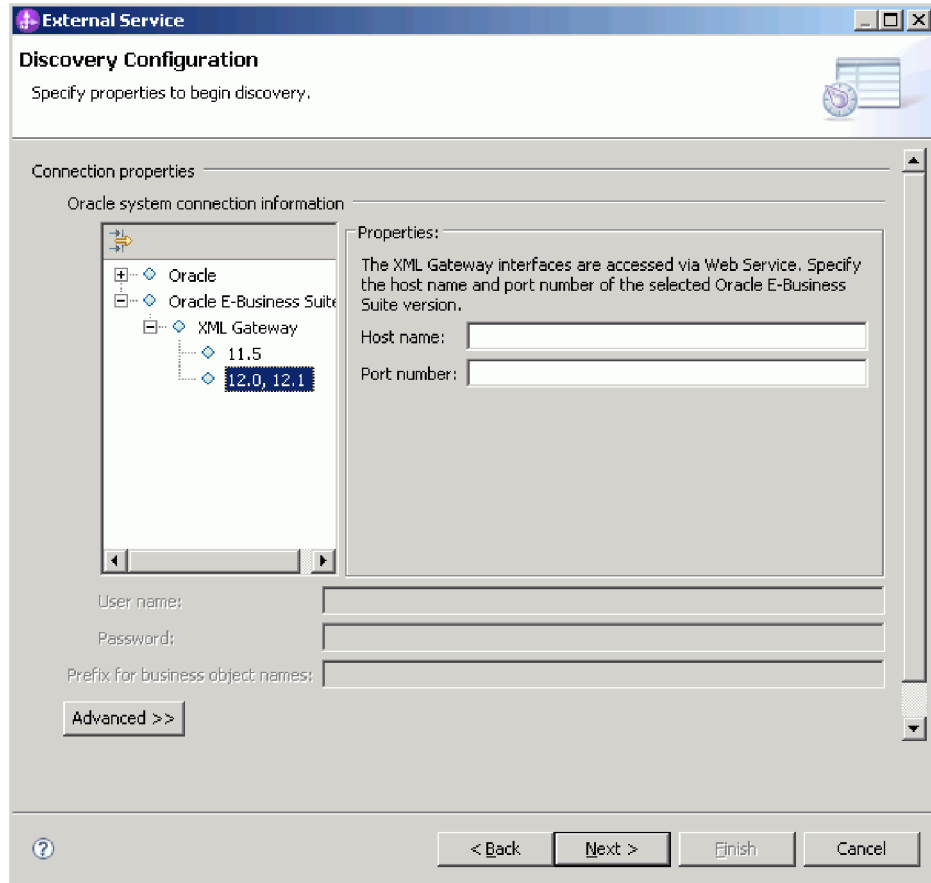 External Service
Discovery Configuration
Specify properties to begin discovery.
Connection properties
Oracle system connection information
Oracle
Oracle E-Business Suite
XML Gateway
11.5
12.0, 12.1
Properties:
The XML Gateway interfaces are accessed via Web Service. Specify
the host name and port number of the selected Oracle E-Business
Suite version.
Host name:
Port number:
User name:
Password:
Prefix for business object names:
Advanced >>
< Back
Next >
Finish
Cancel